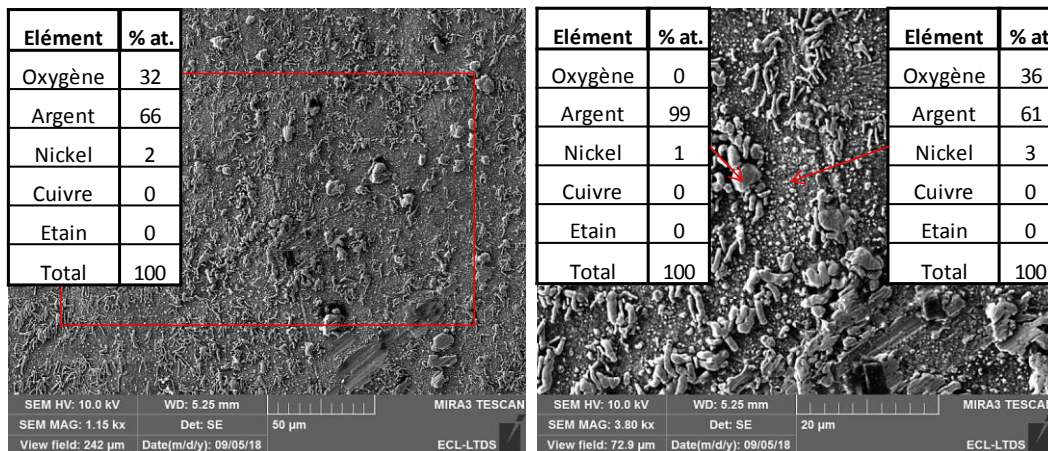 Elément % at.
Oxygène 32
Argent 66
Nickel 2
Cuivre 0
Etain 0
Total 100
SEM HV: 10.0 kV WD: 5.25 mm MIRA3 TESCAN
SEM MAG: 1.15 kx Det: SE 50 µm
View field: 242 µm Date(m/d/y): 09/05/18 ECL-LTDS
Elément % at.
Oxygène 0
Argent 99
Nickel 1
Cuivre 0
Etain 0
Total 100
Elément % at.
Oxygène 36
Argent 61
Nickel 3
Cuivre 0
Etain 0
Total 100
SEM HV: 10.0 kV WD: 5.25 mm MIRA3 TESCAN
SEM MAG: 3.80 kx Det: SE 20 µm
View field: 72.9 µm Date(m/d/y): 09/05/18 ECL-LTDS